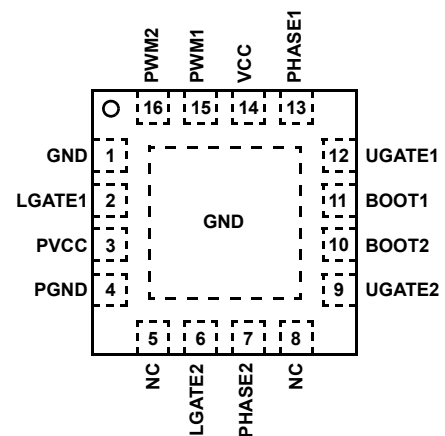 PWM2
PWM1
VCC
PHASE1
16
15
14
13
GND 1
12 UGATE1
LGATE1 2
11 BOOT1
GND
PVCC 3
10 BOOT2
PGND 4
9 UGATE2
5
6
7
8
NC
LGATE2
PHASE2
NC